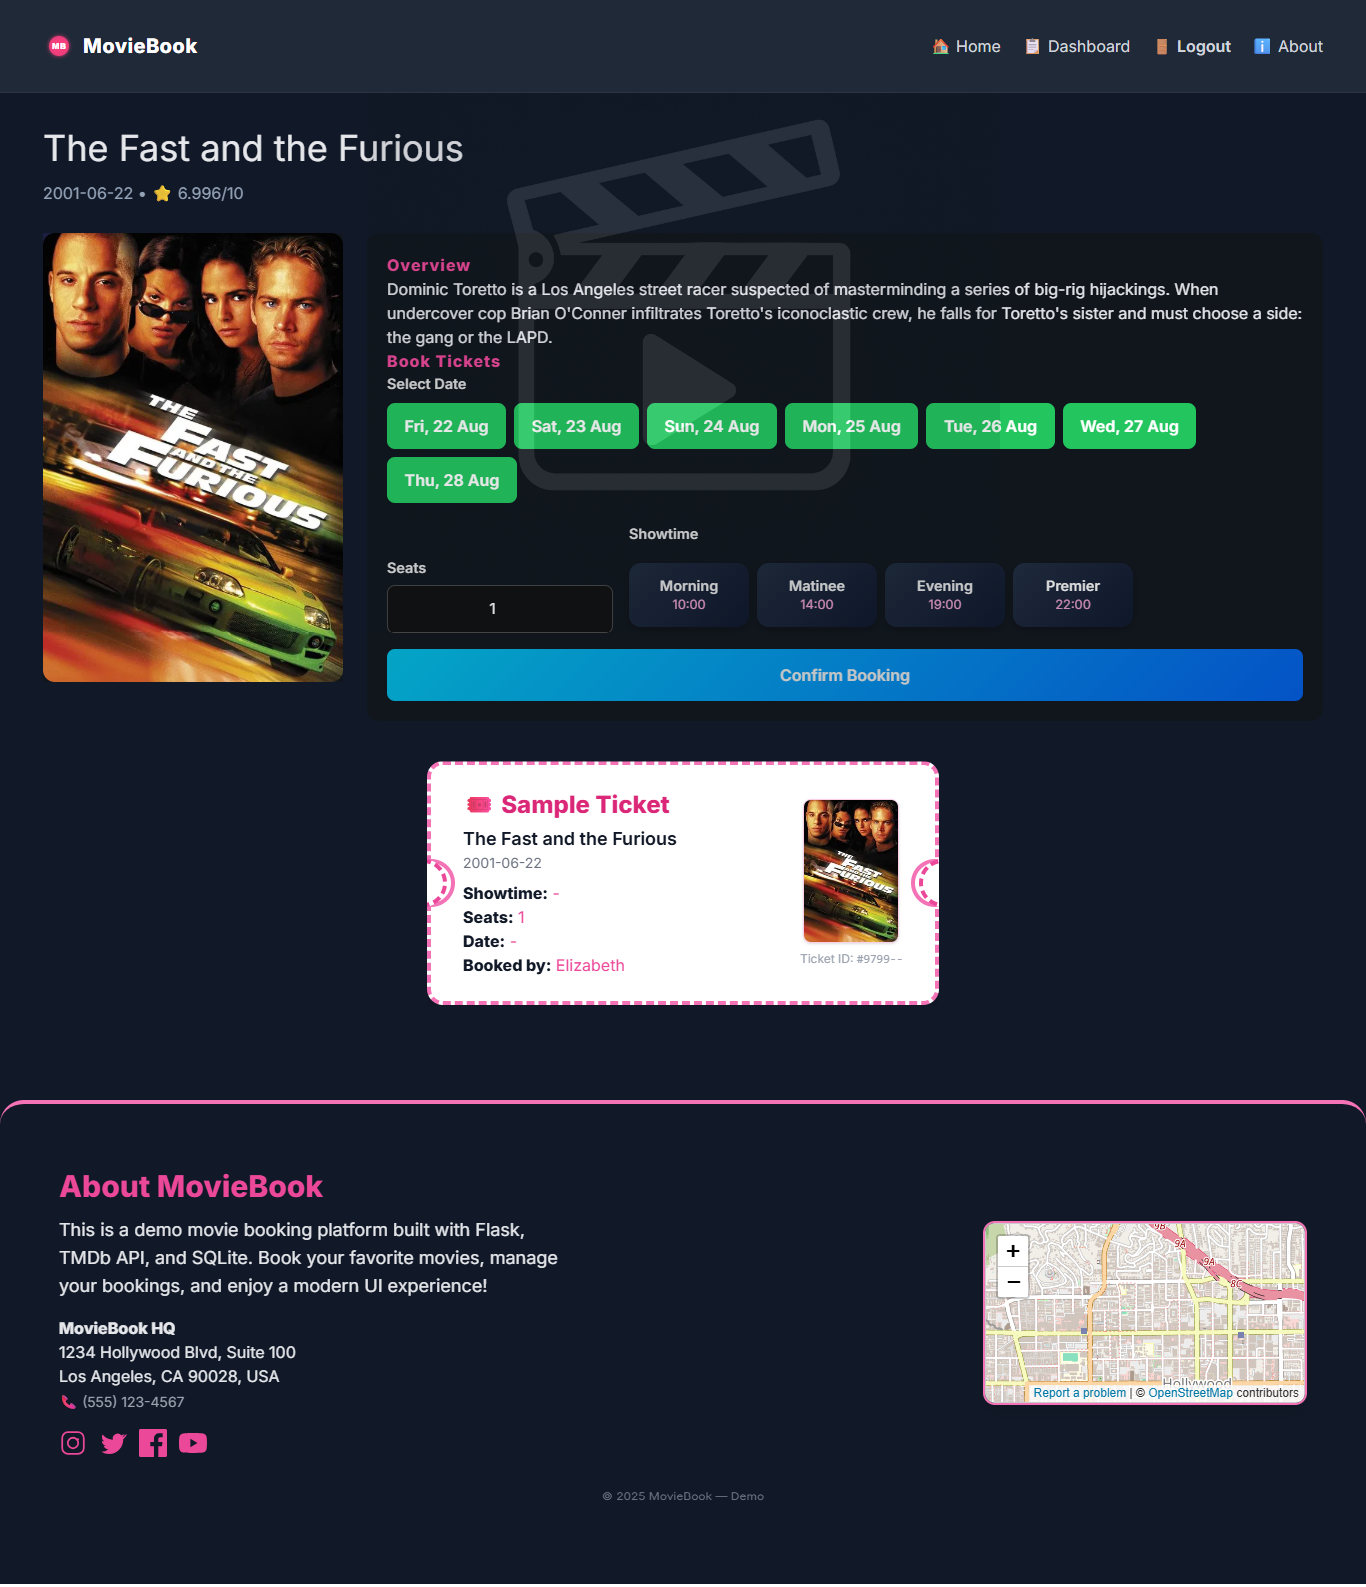 MB MovieBook
Home Dashboard Logout About
The Fast and the Furious
2001-06-22 • ⭐ 6.996/10
THE
FAST
AND THE
FURIOUS
Overview
Dominic Toretto is a Los Angeles street racer suspected of masterminding a series of big-rig hijackings. When
undercover cop Brian O'Conner infiltrates Toretto's iconoclastic crew, he falls for Toretto's sister and must choose a side:
the gang or the LAPD.
Book Tickets
Select Date
Fri, 22 Aug Sat, 23 Aug Sun, 24 Aug Mon, 25 Aug Tue, 26 Aug Wed, 27 Aug
Thu, 28 Aug
Seats
1
Showtime
Morning
10:00
Matinee
14:00
Evening
19:00
Premier
22:00
Confirm Booking
Sample Ticket
The Fast and the Furious
2001-06-22
Showtime: -
Seats: 1
Date: -
Booked by: Elizabeth
THE
FAST
AND THE
FURIOUS
Ticket ID: #9799--
About MovieBook
This is a demo movie booking platform built with Flask,
TMDb API, and SQLite. Book your favorite movies, manage
your bookings, and enjoy a modern UI experience!
MovieBook HQ
1234 Hollywood Blvd, Suite 100
Los Angeles, CA 90028, USA
(555) 123-4567
+
−
9B
9A
9A
8C
Hollywood
Report a problem | © OpenStreetMap contributors
© 2025 MovieBook — Demo